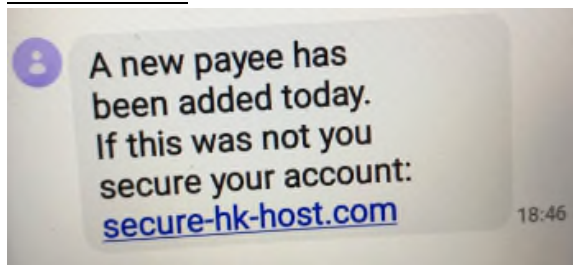 A new payee has
been added today.
If this was not you
secure your account:
secure-hk-host.com
18:46